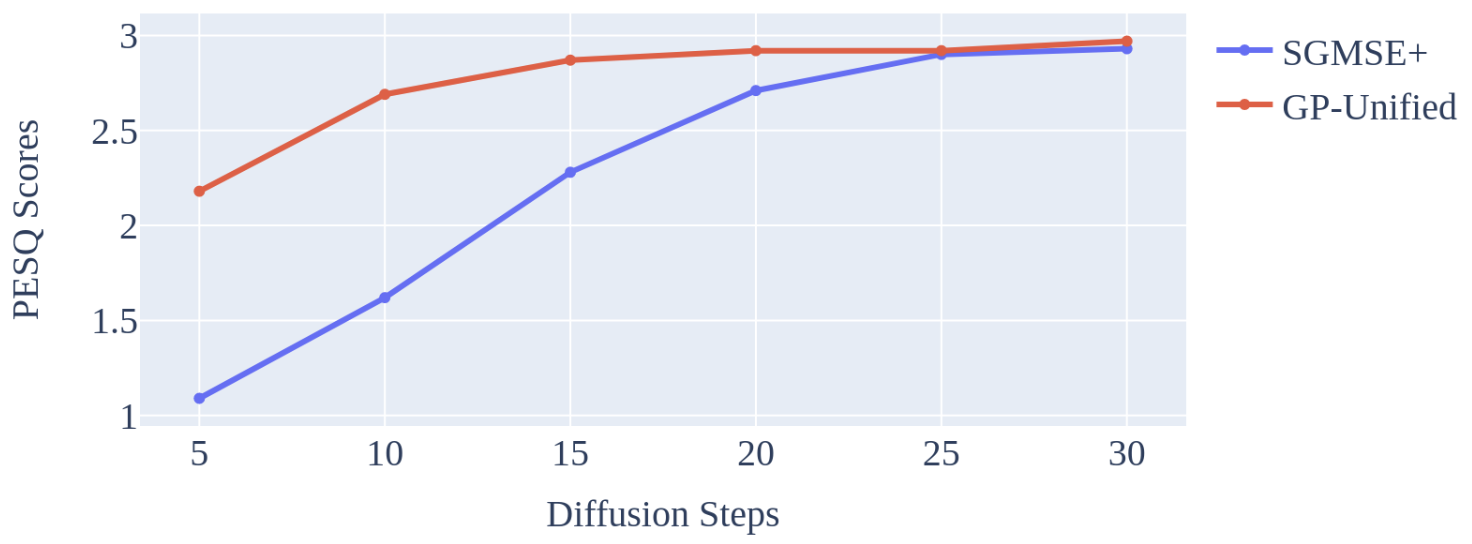 PESQ Scores
3
2.5
2
1.5
1
5 10 15 20 25 30
Diffusion Steps
SGMSE+
GP-Unified